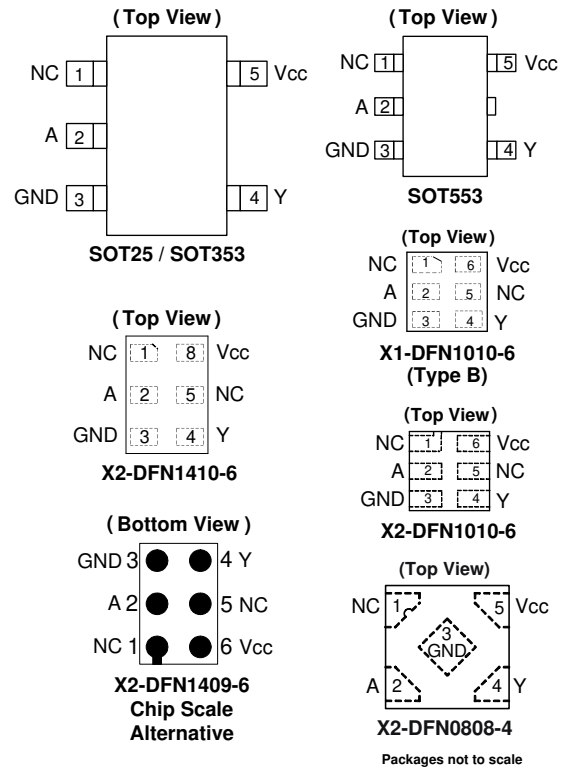 (Top View)
NC 1 5 Vcc
A 2
GND 3 4 Y
SOT25 / SOT353
(Top View)
NC 1 5 Vcc
A 2
GND 3 4 Y
SOT553
(Top View)
NC 1 6 Vcc
A 2 5 NC
GND 3 4 Y
X1-DFN1010-6
(Type B)
(Top View)
NC 1 8 Vcc
A 2 5 NC
GND 3 4 Y
X2-DFN1410-6
(Top View)
NC 1 6 Vcc
A 2 5 NC
GND 3 4 Y
X2-DFN1010-6
(Bottom View)
GND 3 4 Y
A 2 5 NC
NC 1 6 Vcc
X2-DFN1409-6
Chip Scale
Alternative
(Top View)
NC 1 5 Vcc
3
GND
A 2 4 Y
X2-DFN0808-4
Packages not to scale